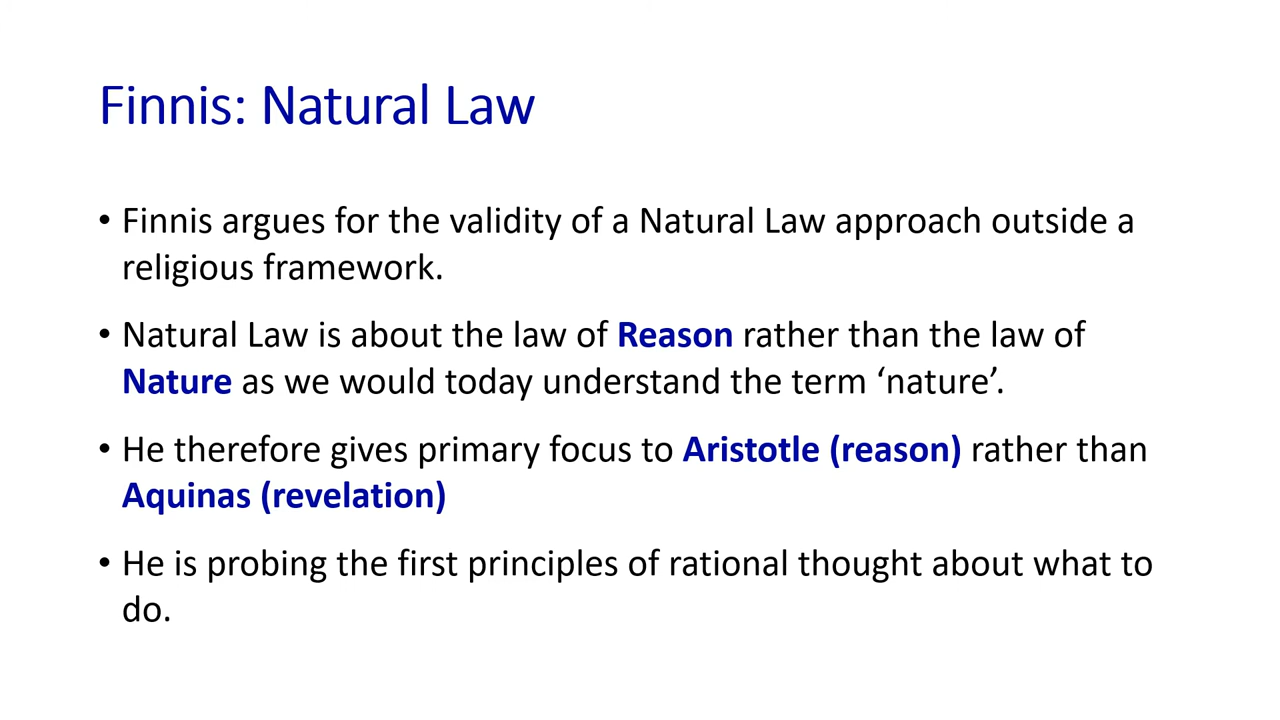 Finnis: Natural Law
• Finnis argues for the validity of a Natural Law approach outside a
religious framework.
• Natural Law is about the law of Reason rather than the law of
Nature as we would today understand the term ‘nature’.
• He therefore gives primary focus to Aristotle (reason) rather than
Aquinas (revelation)
• He is probing the first principles of rational thought about what to
do.